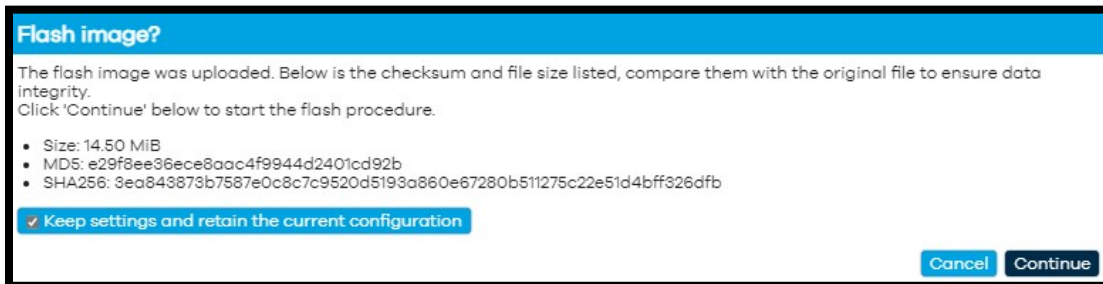 Flash image?
The flash image was uploaded. Below is the checksum and file size listed, compare them with the original file to ensure data
integrity.
Click 'Continue' below to start the flash procedure.
• Size: 14.50 MiB
• MD5: e29f8ee36ece8aac4f9944d2401cd92b
• SHA256: 3ea843873b7587e0c8c7c9520d5193a860e67280b511275c22e51d4bff326dfb
Keep settings and retain the current configuration
Cancel Continue